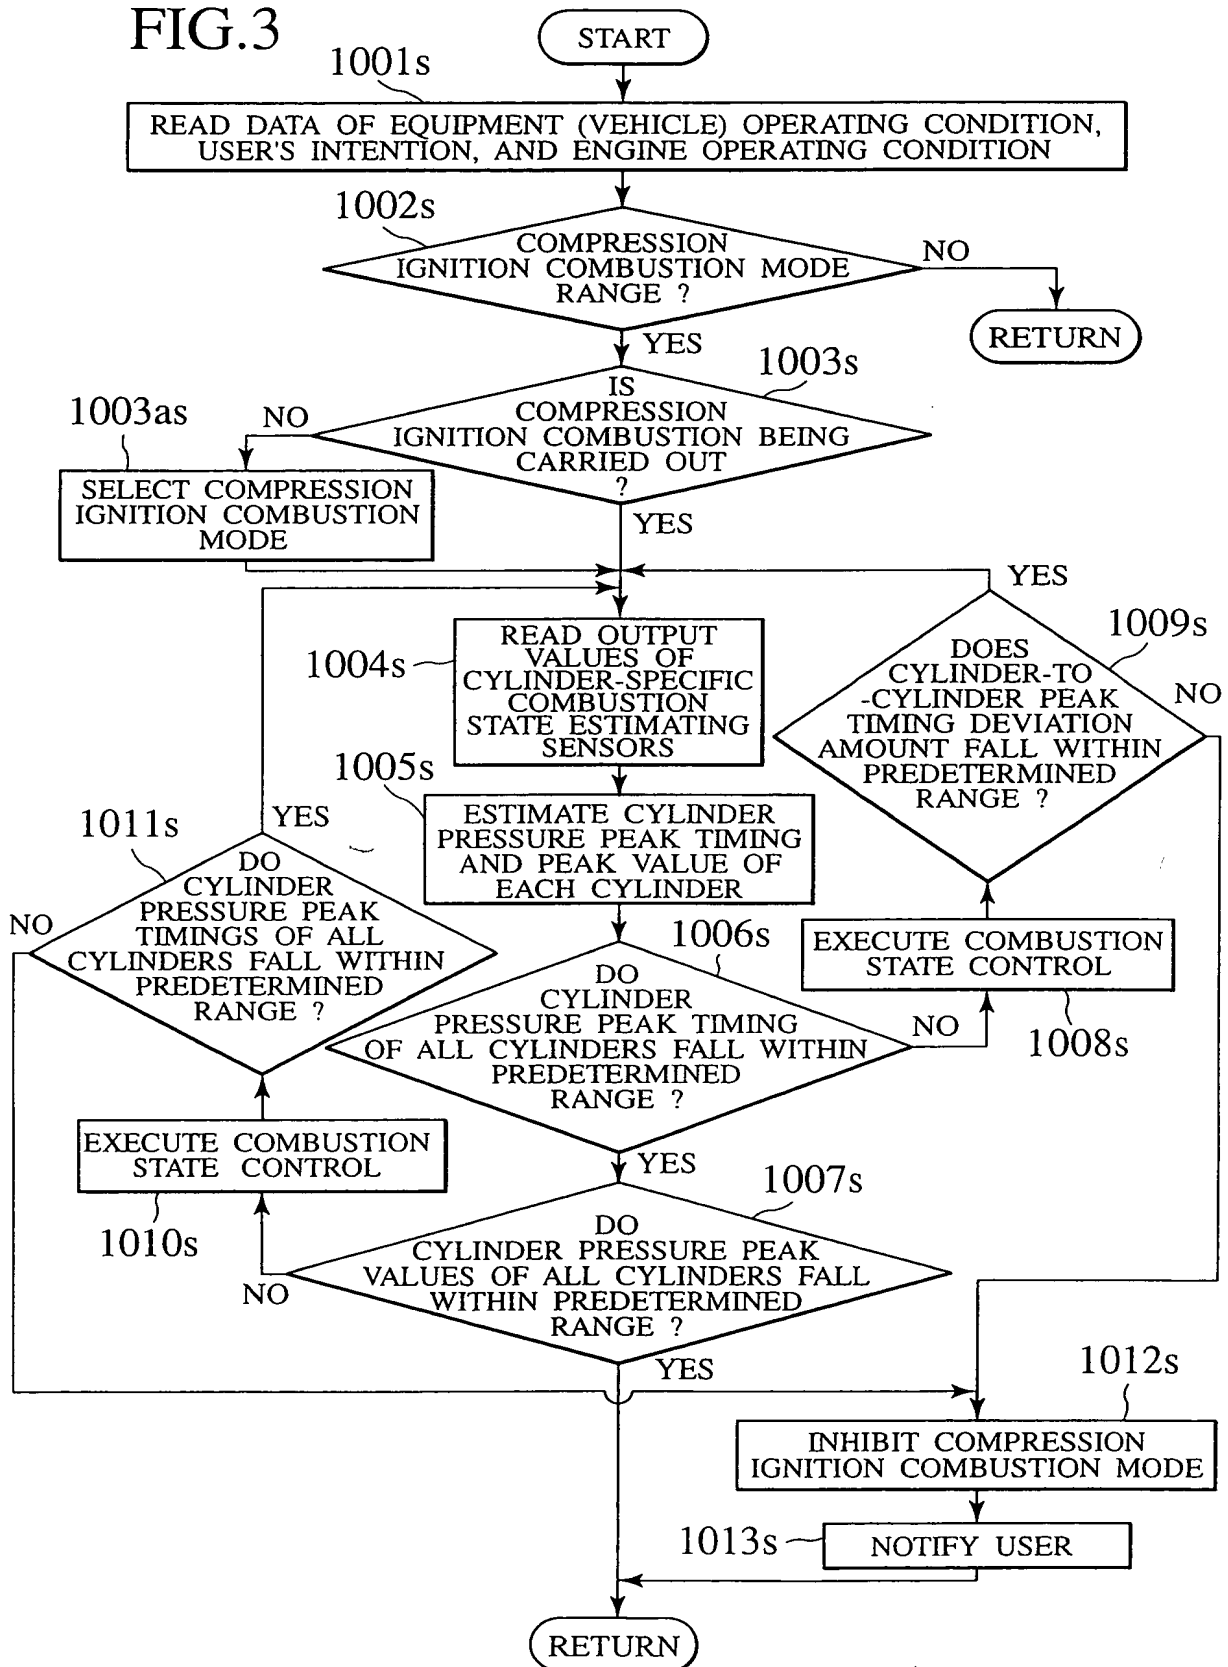 FIG.3
START
1001s
READ DATA OF EQUIPMENT (VEHICLE) OPERATING CONDITION,
USER'S INTENTION, AND ENGINE OPERATING CONDITION
1002s
COMPRESSION
IGNITION COMBUSTION MODE
RANGE ?
NO
RETURN
YES
1003s
IS
COMPRESSION
IGNITION COMBUSTION BEING
CARRIED OUT
?
NO
1003as
SELECT COMPRESSION
IGNITION COMBUSTION
MODE
YES
YES
1004s
READ OUTPUT
VALUES OF
CYLINDER-SPECIFIC
COMBUSTION
STATE ESTIMATING
SENSORS
1009s
DOES
CYLINDER-TO
-CYLINDER PEAK
TIMING DEVIATION
AMOUNT FALL WITHIN
PREDETERMINED
RANGE ?
NO
1005s
ESTIMATE CYLINDER
PRESSURE PEAK TIMING
AND PEAK VALUE OF
EACH CYLINDER
1011s
YES
DO
CYLINDER
PRESSURE PEAK
TIMINGS OF ALL
CYLINDERS FALL WITHIN
PREDETERMINED
RANGE ?
NO
1006s
DO
CYLINDER
PRESSURE PEAK TIMING
OF ALL CYLINDERS FALL WITHIN
PREDETERMINED
RANGE ?
NO
EXECUTE COMBUSTION
STATE CONTROL
1008s
EXECUTE COMBUSTION
STATE CONTROL
1010s
YES
1007s
DO
CYLINDER PRESSURE PEAK
VALUES OF ALL CYLINDERS FALL
WITHIN PREDETERMINED
RANGE ?
NO
YES
1012s
INHIBIT COMPRESSION
IGNITION COMBUSTION MODE
1013s
NOTIFY USER
RETURN